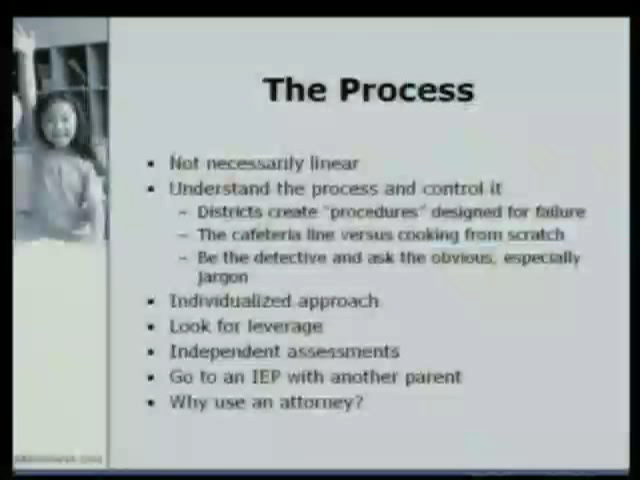 The Process
• Not necessarily linear
• Understand the process and control it
– Districts create "procedures" designed for failure
– The cafeteria line versus cooking from scratch
– Be the detective and ask the obvious, especially
jargon
• Individualized approach
• Look for leverage
• Independent assessments
• Go to an IEP with another parent
• Why use an attorney?